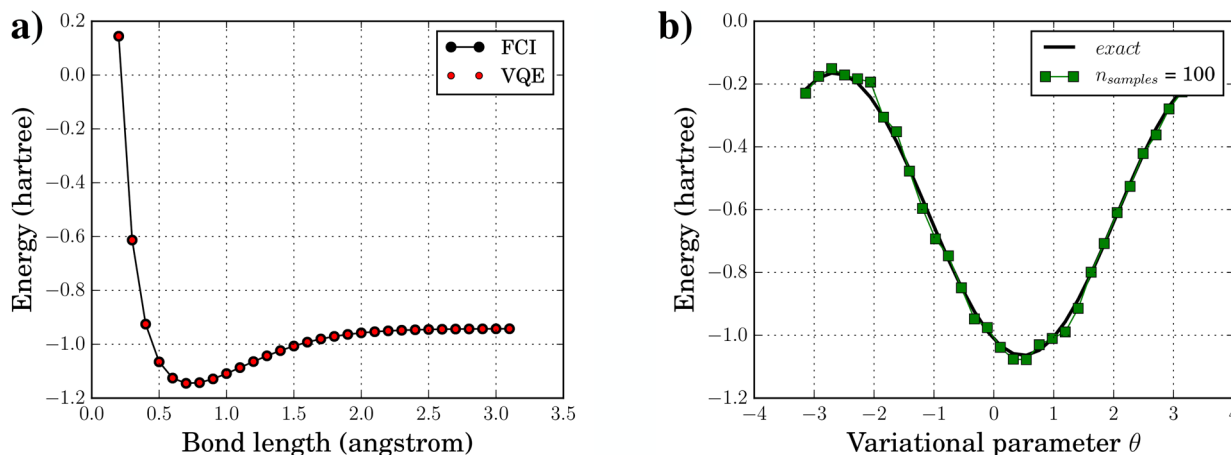 a)
FCI
VQE
0.2
0.0
−0.2
−0.4
−0.6
−0.8
−1.0
−1.2
0.0 0.5 1.0 1.5 2.0 2.5 3.0 3.5
Energy (hartree)
Bond length (angstrom)
b)
exact
n_samples = 100
0.0
−0.2
−0.4
−0.6
−0.8
−1.0
−1.2
−4 −3 −2 −1 0 1 2 3
Energy (hartree)
Variational parameter θ